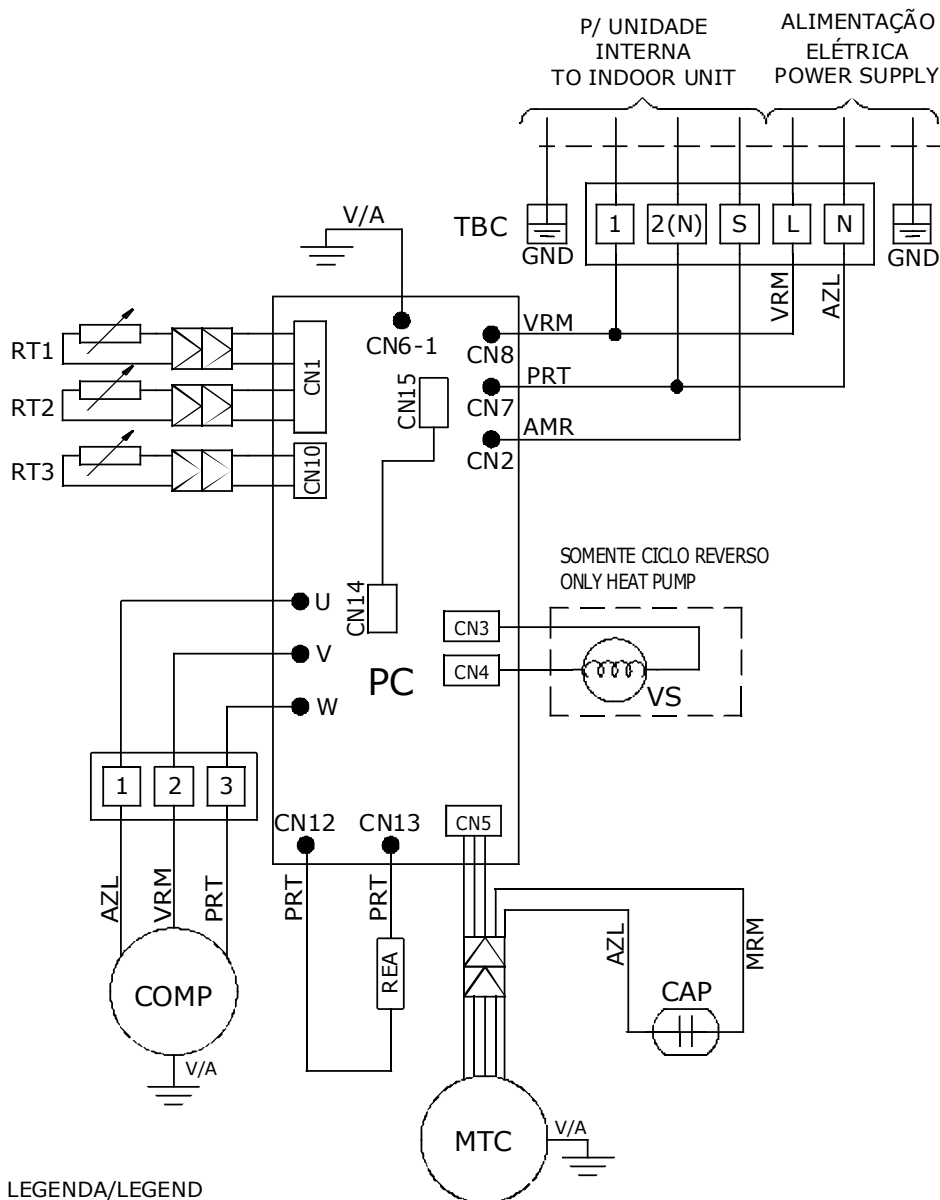 P/ UNIDADE
INTERNA
TO INDOOR UNIT
ALIMENTAÇÃO
ELÉTRICA
POWER SUPPLY
V/A
TBC
GND
1
2(N)
S
L
N
GND
VRM
AZL
RT1
RT2
RT3
CN1
CN10
CN6-1
CN15
CN14
CN8
VRM
CN7
PRT
CN2
AMR
SOMENTE CICLO REVERSO
ONLY HEAT PUMP
CN3
CN4
VS
U
V
W
PC
1
2
3
CN12
CN13
CN5
AZL
VRM
PRT
PRT
PRT
REA
AZL
MRM
CAP
COMP
V/A
MTC
V/A
LEGENDA/LEGEND